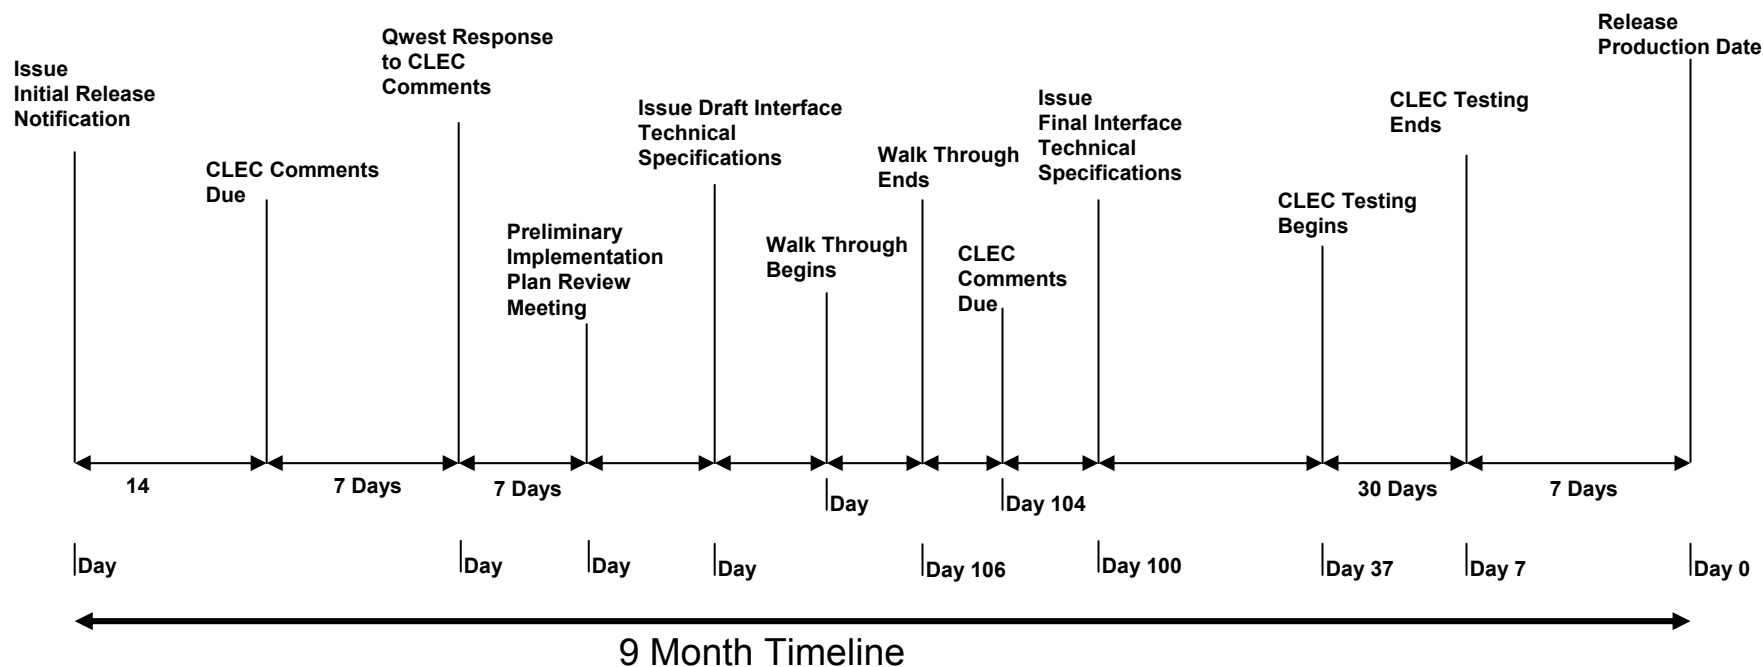 Issue
Initial Release
Notification
CLEC Comments
Due
Qwest Response
to CLEC
Comments
Preliminary
Implementation
Plan Review
Meeting
Issue Draft Interface
Technical
Specifications
Walk Through
Begins
Walk Through
Ends
CLEC
Comments
Due
Issue
Final Interface
Technical
Specifications
CLEC Testing
Begins
CLEC Testing
Ends
Release
Production Date
14
7 Days
7 Days
30 Days
7 Days
Day
Day 104
Day
Day
Day
Day
Day 106
Day 100
Day 37
Day 7
Day 0
9 Month Timeline